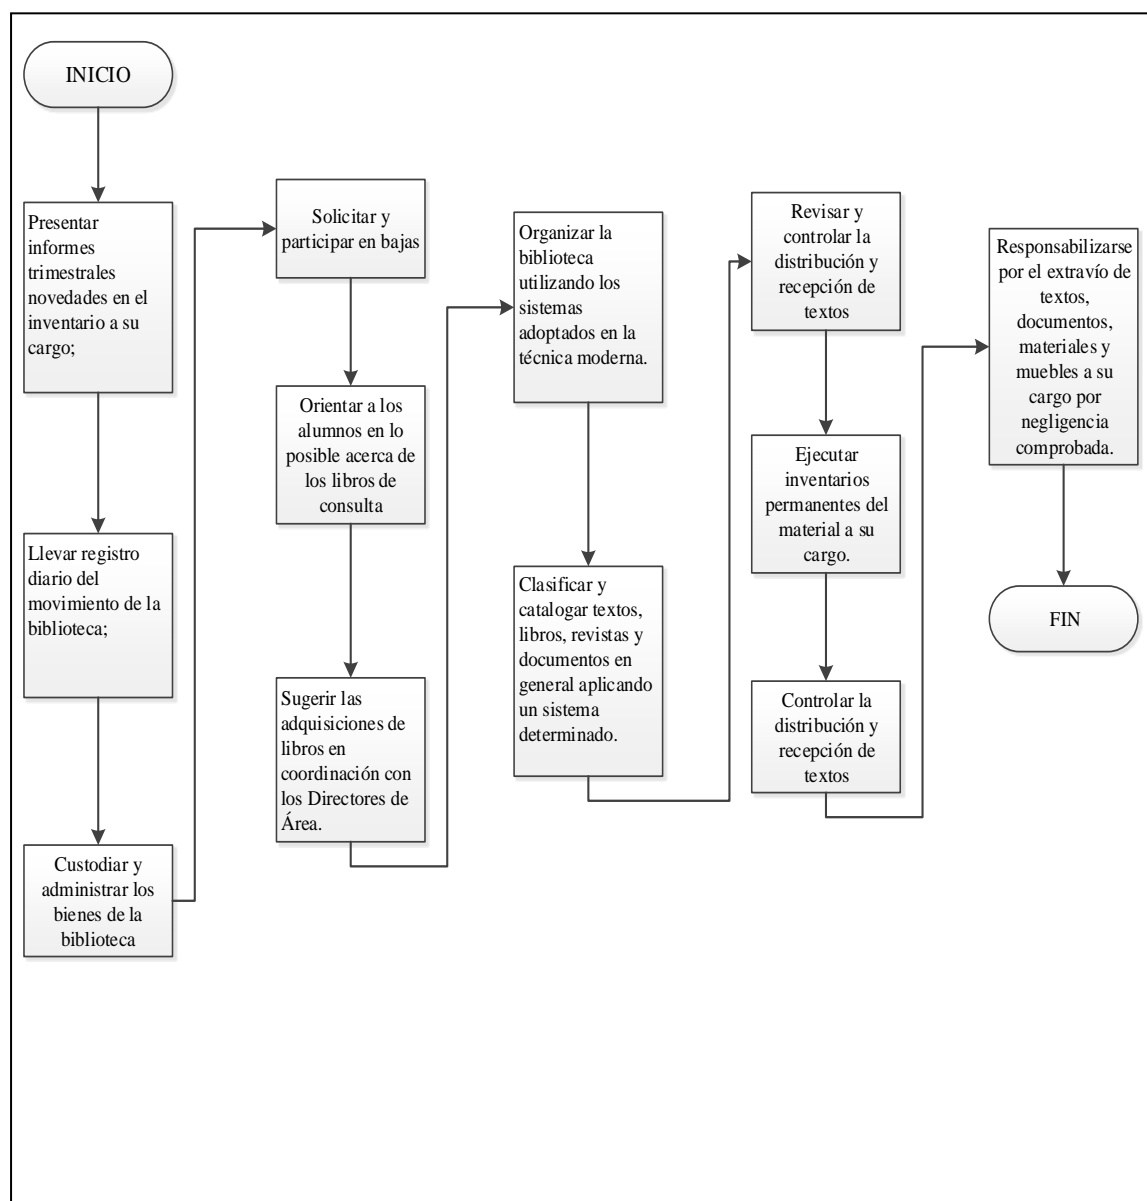 INICIO
Presentar
informes
trimestrales
novedades en el
inventario a su
cargo;
Llevar registro
diario del
movimiento de la
biblioteca;
Custodiar y
administrar los
bienes de la
biblioteca
Solicitar y
participar en bajas
Orientar a los
alumnos en lo
posible acerca de
los libros de
consulta
Sugerir las
adquisiciones de
libros en
coordinación con
los Directores de
Área.
Organizar la
biblioteca
utilizando los
sistemas
adoptados en la
técnica moderna.
Clasificar y
catalogar textos,
libros, revistas y
documentos en
general aplicando
un sistema
determinado.
Revisar y
controlar la
distribución y
recepción de
textos
Ejecutar
inventarios
permanentes del
material a su
cargo.
Controlar la
distribución y
recepción de
textos
Responsabilizarse
por el extravío de
textos,
documentos,
materiales y
muebles a su
cargo por
negligencia
comprobada.
FIN